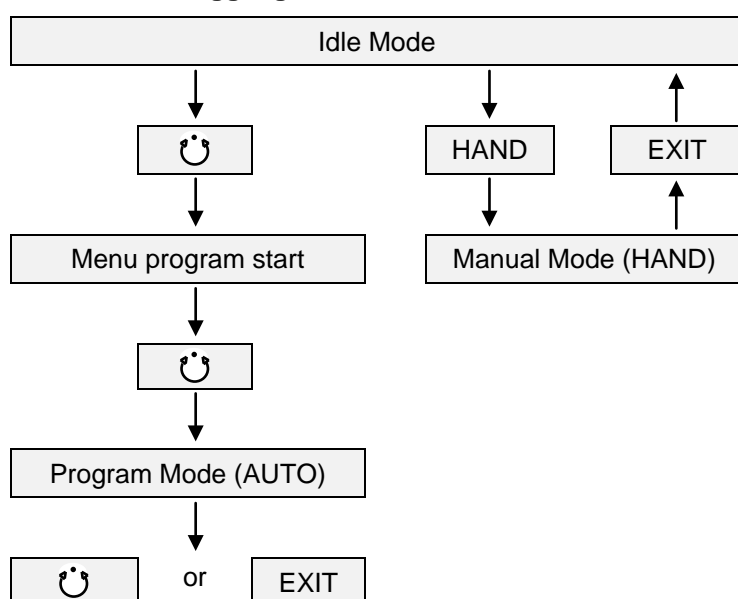 Idle Mode
HAND
EXIT
Menu program start
Manual Mode (HAND)
Program Mode (AUTO)
or
EXIT